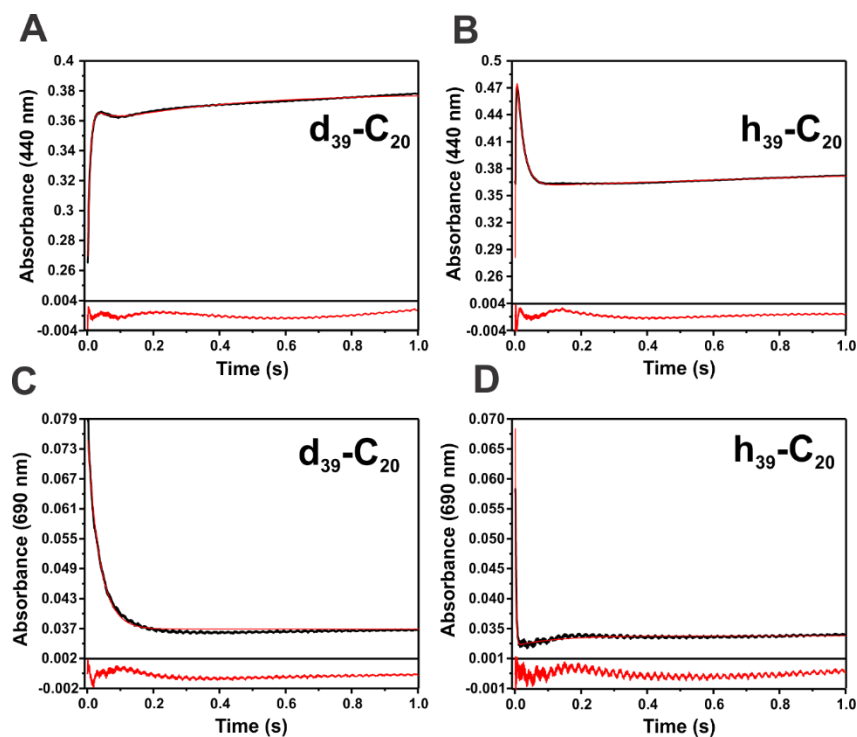 A
Absorbance (440 nm)
0.4
0.38
0.36
0.34
0.32
0.3
0.28
0.26
0.004
-0.004
d₃₉-C₂₀
0.0 0.2 0.4 0.6 0.8 1.0
Time (s)
B
Absorbance (440 nm)
0.5
0.47
0.44
0.41
0.38
0.35
0.32
0.29
0.26
0.004
-0.004
h₃₉-C₂₀
0.0 0.2 0.4 0.6 0.8 1.0
Time (s)
C
Absorbance (690 nm)
0.079
0.073
0.067
0.061
0.055
0.049
0.043
0.037
0.002
-0.002
d₃₉-C₂₀
0.0 0.2 0.4 0.6 0.8 1.0
Time (s)
D
Absorbance (690 nm)
0.070
0.065
0.060
0.055
0.050
0.045
0.040
0.035
0.001
-0.001
h₃₉-C₂₀
0.0 0.2 0.4 0.6 0.8 1.0
Time (s)